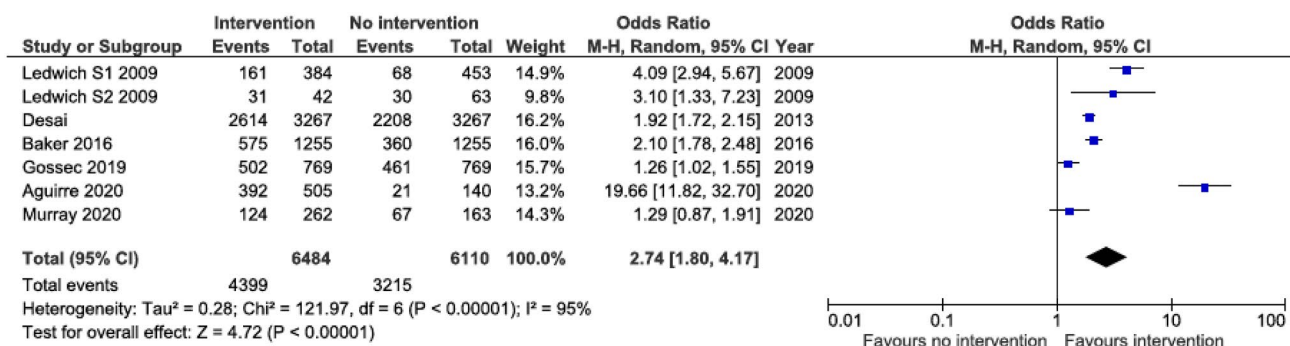 Intervention No intervention Odds Ratio Odds Ratio
Study or Subgroup Events Total Events Total Weight M-H, Random, 95% CI Year M-H, Random, 95% CI
Ledwich S1 2009 161 384 68 453 14.9% 4.09 [2.94, 5.67] 2009
Ledwich S2 2009 31 42 30 63 9.8% 3.10 [1.33, 7.23] 2009
Desai 2614 3267 2208 3267 16.2% 1.92 [1.72, 2.15] 2013
Baker 2016 575 1255 360 1255 16.0% 2.10 [1.78, 2.48] 2016
Gossec 2019 502 769 461 769 15.7% 1.26 [1.02, 1.55] 2019
Aguirre 2020 392 505 21 140 13.2% 19.66 [11.82, 32.70] 2020
Murray 2020 124 262 67 163 14.3% 1.29 [0.87, 1.91] 2020
Total (95% CI) 6484 6110 100.0% 2.74 [1.80, 4.17]
Total events 4399 3215
Heterogeneity: Tau² = 0.28; Chi² = 121.97, df = 6 (P < 0.00001); I² = 95%
Test for overall effect: Z = 4.72 (P < 0.00001)
0.01 0.1 1 10 100
Favours no intervention Favours intervention